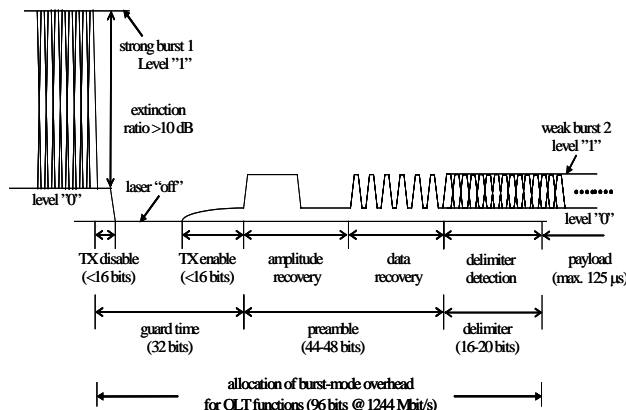 strong burst 1
Level "1"
extinction
ratio >10 dB
weak burst 2
level "1"
laser "off"
level "0"
level "0"
TX disable
(<16 bits)
TX enable
(<16 bits)
amplitude
recovery
data
recovery
delimiter
detection
payload
(max. 125 µs)
guard time
(32 bits)
preamble
(44-48 bits)
delimiter
(16-20 bits)
allocation of burst-mode overhead
for OLT functions (96 bits @ 1244 Mbit/s)